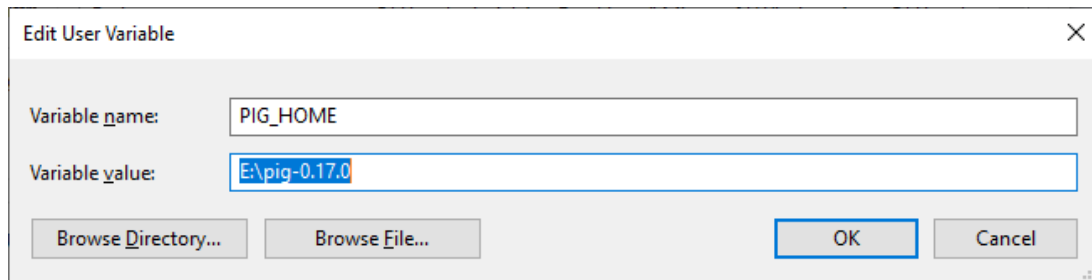 Edit User Variable
Variable name: PIG_HOME
Variable value: E:\pig-0.17.0
Browse Directory... Browse File... OK Cancel